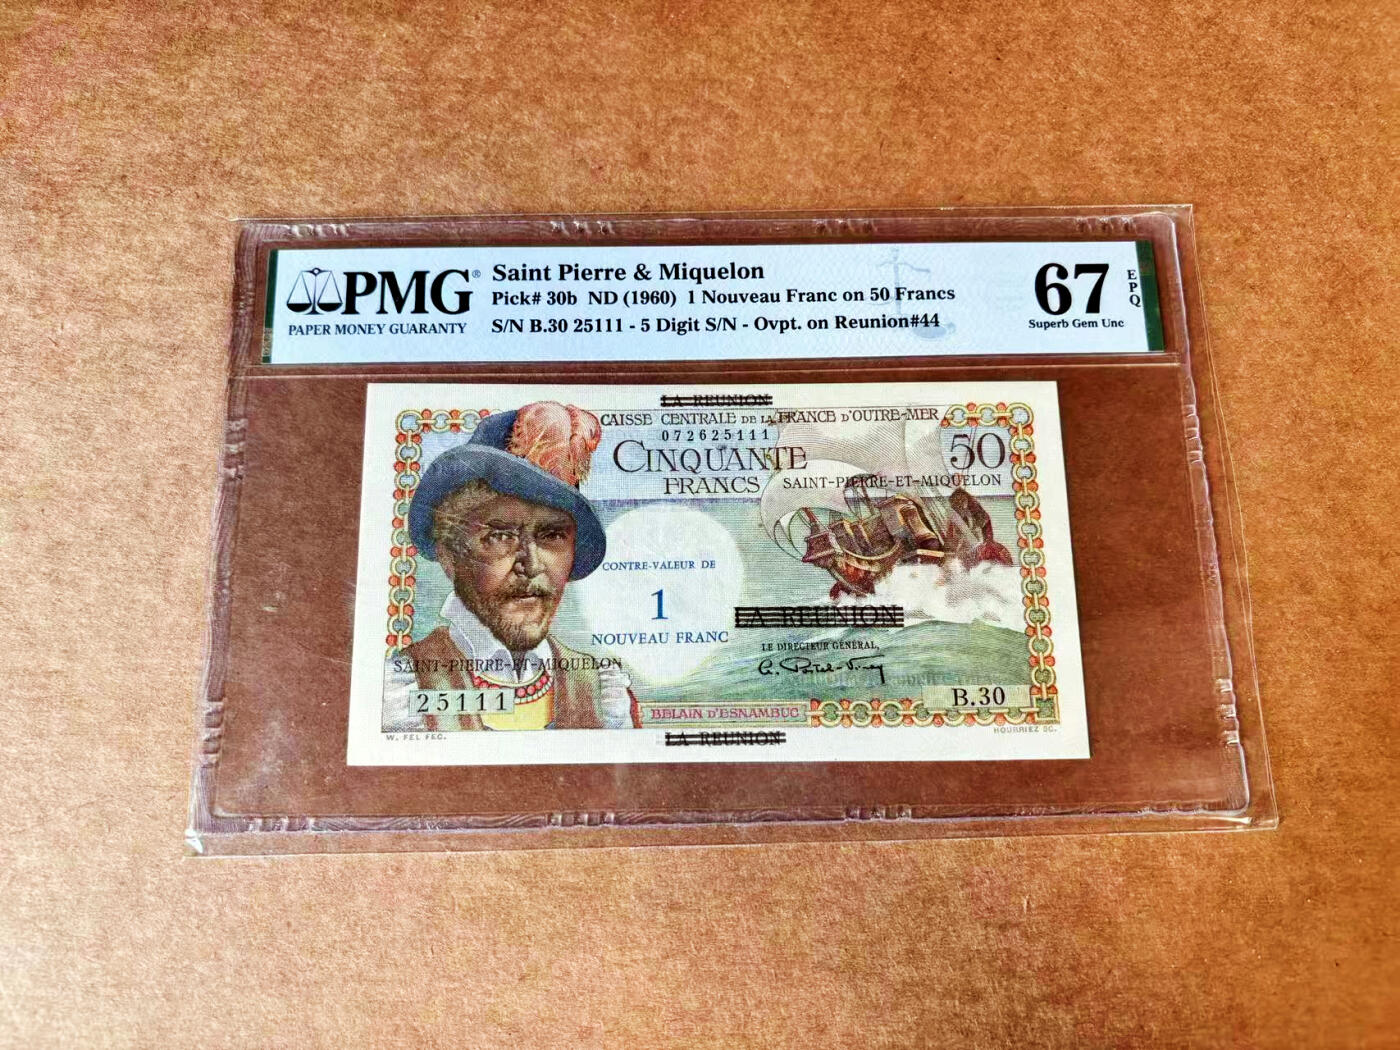 PMG®
PAPER MONEY GUARANTY
Saint Pierre & Miquelon
Pick# 30b ND (1960) 1 Nouveau Franc on 50 Francs
S/N B.30 25111 - 5 Digit S/N - Ovpt. on Reunion#44
67
EPQ
Superb Gem Unc
LA REUNION
CAISSE CENTRALE DE LA FRANCE D'OUTRE-MER
072625111
CINQUANTE
FRANCS
50
SAINT-PIERRE-ET-MIQUELON
CONTRE-VALEUR DE
1
NOUVEAU FRANC
LA REUNION
LE DIRECTEUR GÉNÉRAL,
SAINT-PIERRE-ET-MIQUELON
25111
B.30
BELAIN D'ESNAMBUC
W. FEL FEC.
HOURRIEZ SC.
LA REUNION